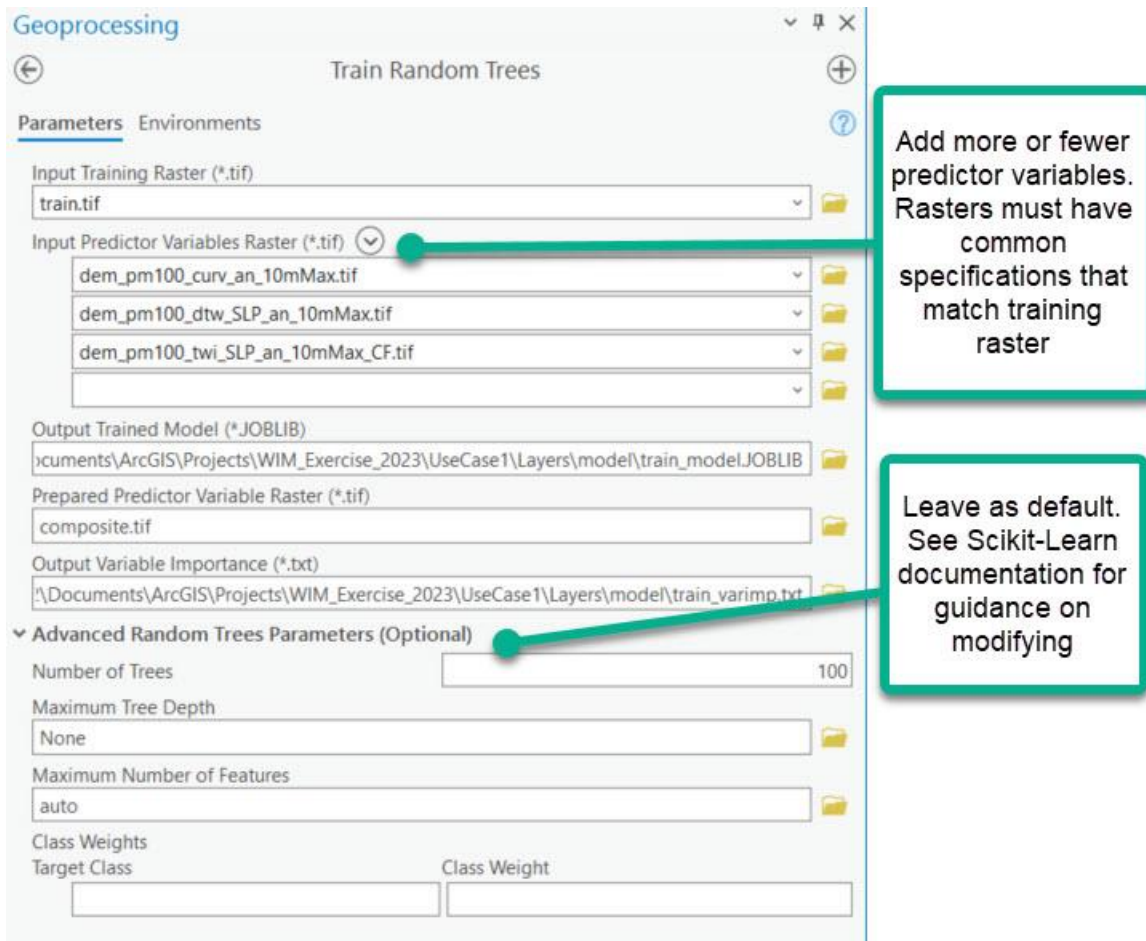 Geoprocessing
Train Random Trees
Parameters Environments
Input Training Raster (*.tif)
train.tif
Input Predictor Variables Raster (*.tif)
dem_pm100_curv_an_10mMax.tif
dem_pm100_dtw_SLP_an_10mMax.tif
dem_pm100_twi_SLP_an_10mMax_CF.tif
Output Trained Model (*.JOBLIB)
ocuments\ArcGIS\Projects\WIM_Exercise_2023\UseCase1\Layers\model\train_model.JOBLIB
Prepared Predictor Variable Raster (*.tif)
composite.tif
Output Variable Importance (*.txt)
\Documents\ArcGIS\Projects\WIM_Exercise_2023\UseCase1\Layers\model\train_varimp.txt
Advanced Random Trees Parameters (Optional)
Number of Trees 100
Maximum Tree Depth
None
Maximum Number of Features
auto
Class Weights
Target Class Class Weight
Add more or fewer
predictor variables.
Rasters must have
common
specifications that
match training
raster
Leave as default.
See Scikit-Learn
documentation for
guidance on
modifying